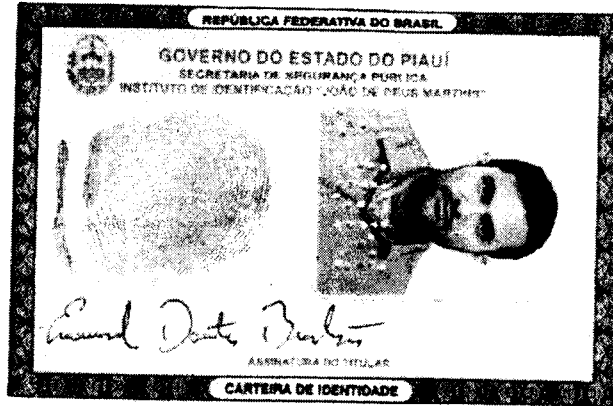 REPÚBLICA FEDERATIVA DO BRASIL
GOVERNO DO ESTADO DO PIAUÍ
SECRETARIA DE SEGURANÇA PÚBLICA
INSTITUTO DE IDENTIFICAÇÃO "JOÃO DE DEUS MARTINS"
Dantas
ASSINATURA DO TITULAR
CARTEIRA DE IDENTIDADE